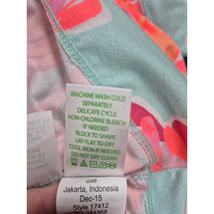 MACHINE WASH COLD
SEPARATELY
DELICATE CYCLE
NON-CHLORINE BLEACH
IF NEEDED
BLOCK TO SHAPE
LAY FLAT TO DRY
COOL IRON IF NEEDED
DO NOT DRY
CLEAN
Jakarta, Indonesia
Dec-15
Style 17412